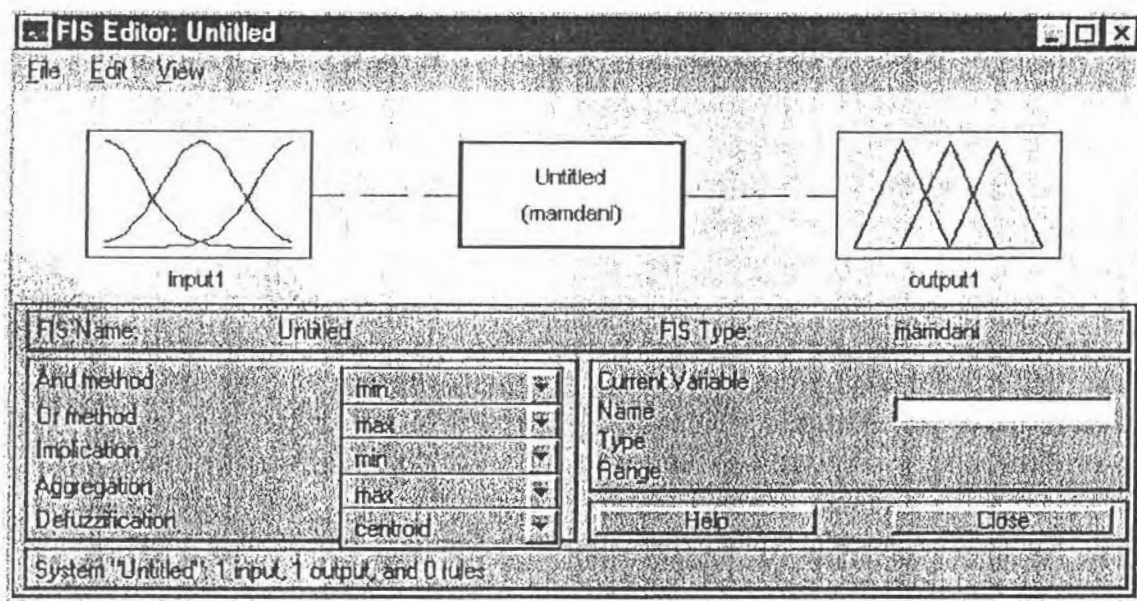 FIS Editor: Untitled
File Edit View
Untitled
(mamdani)
input1
output1
FIS Name: Untitled FIS Type: mamdani
And method min
Or method max
Implication min
Aggregation max
Defuzzification centroid
Current Variable
Name
Type
Range
Help Close
System "Untitled": 1 input, 1 output, and 0 rules